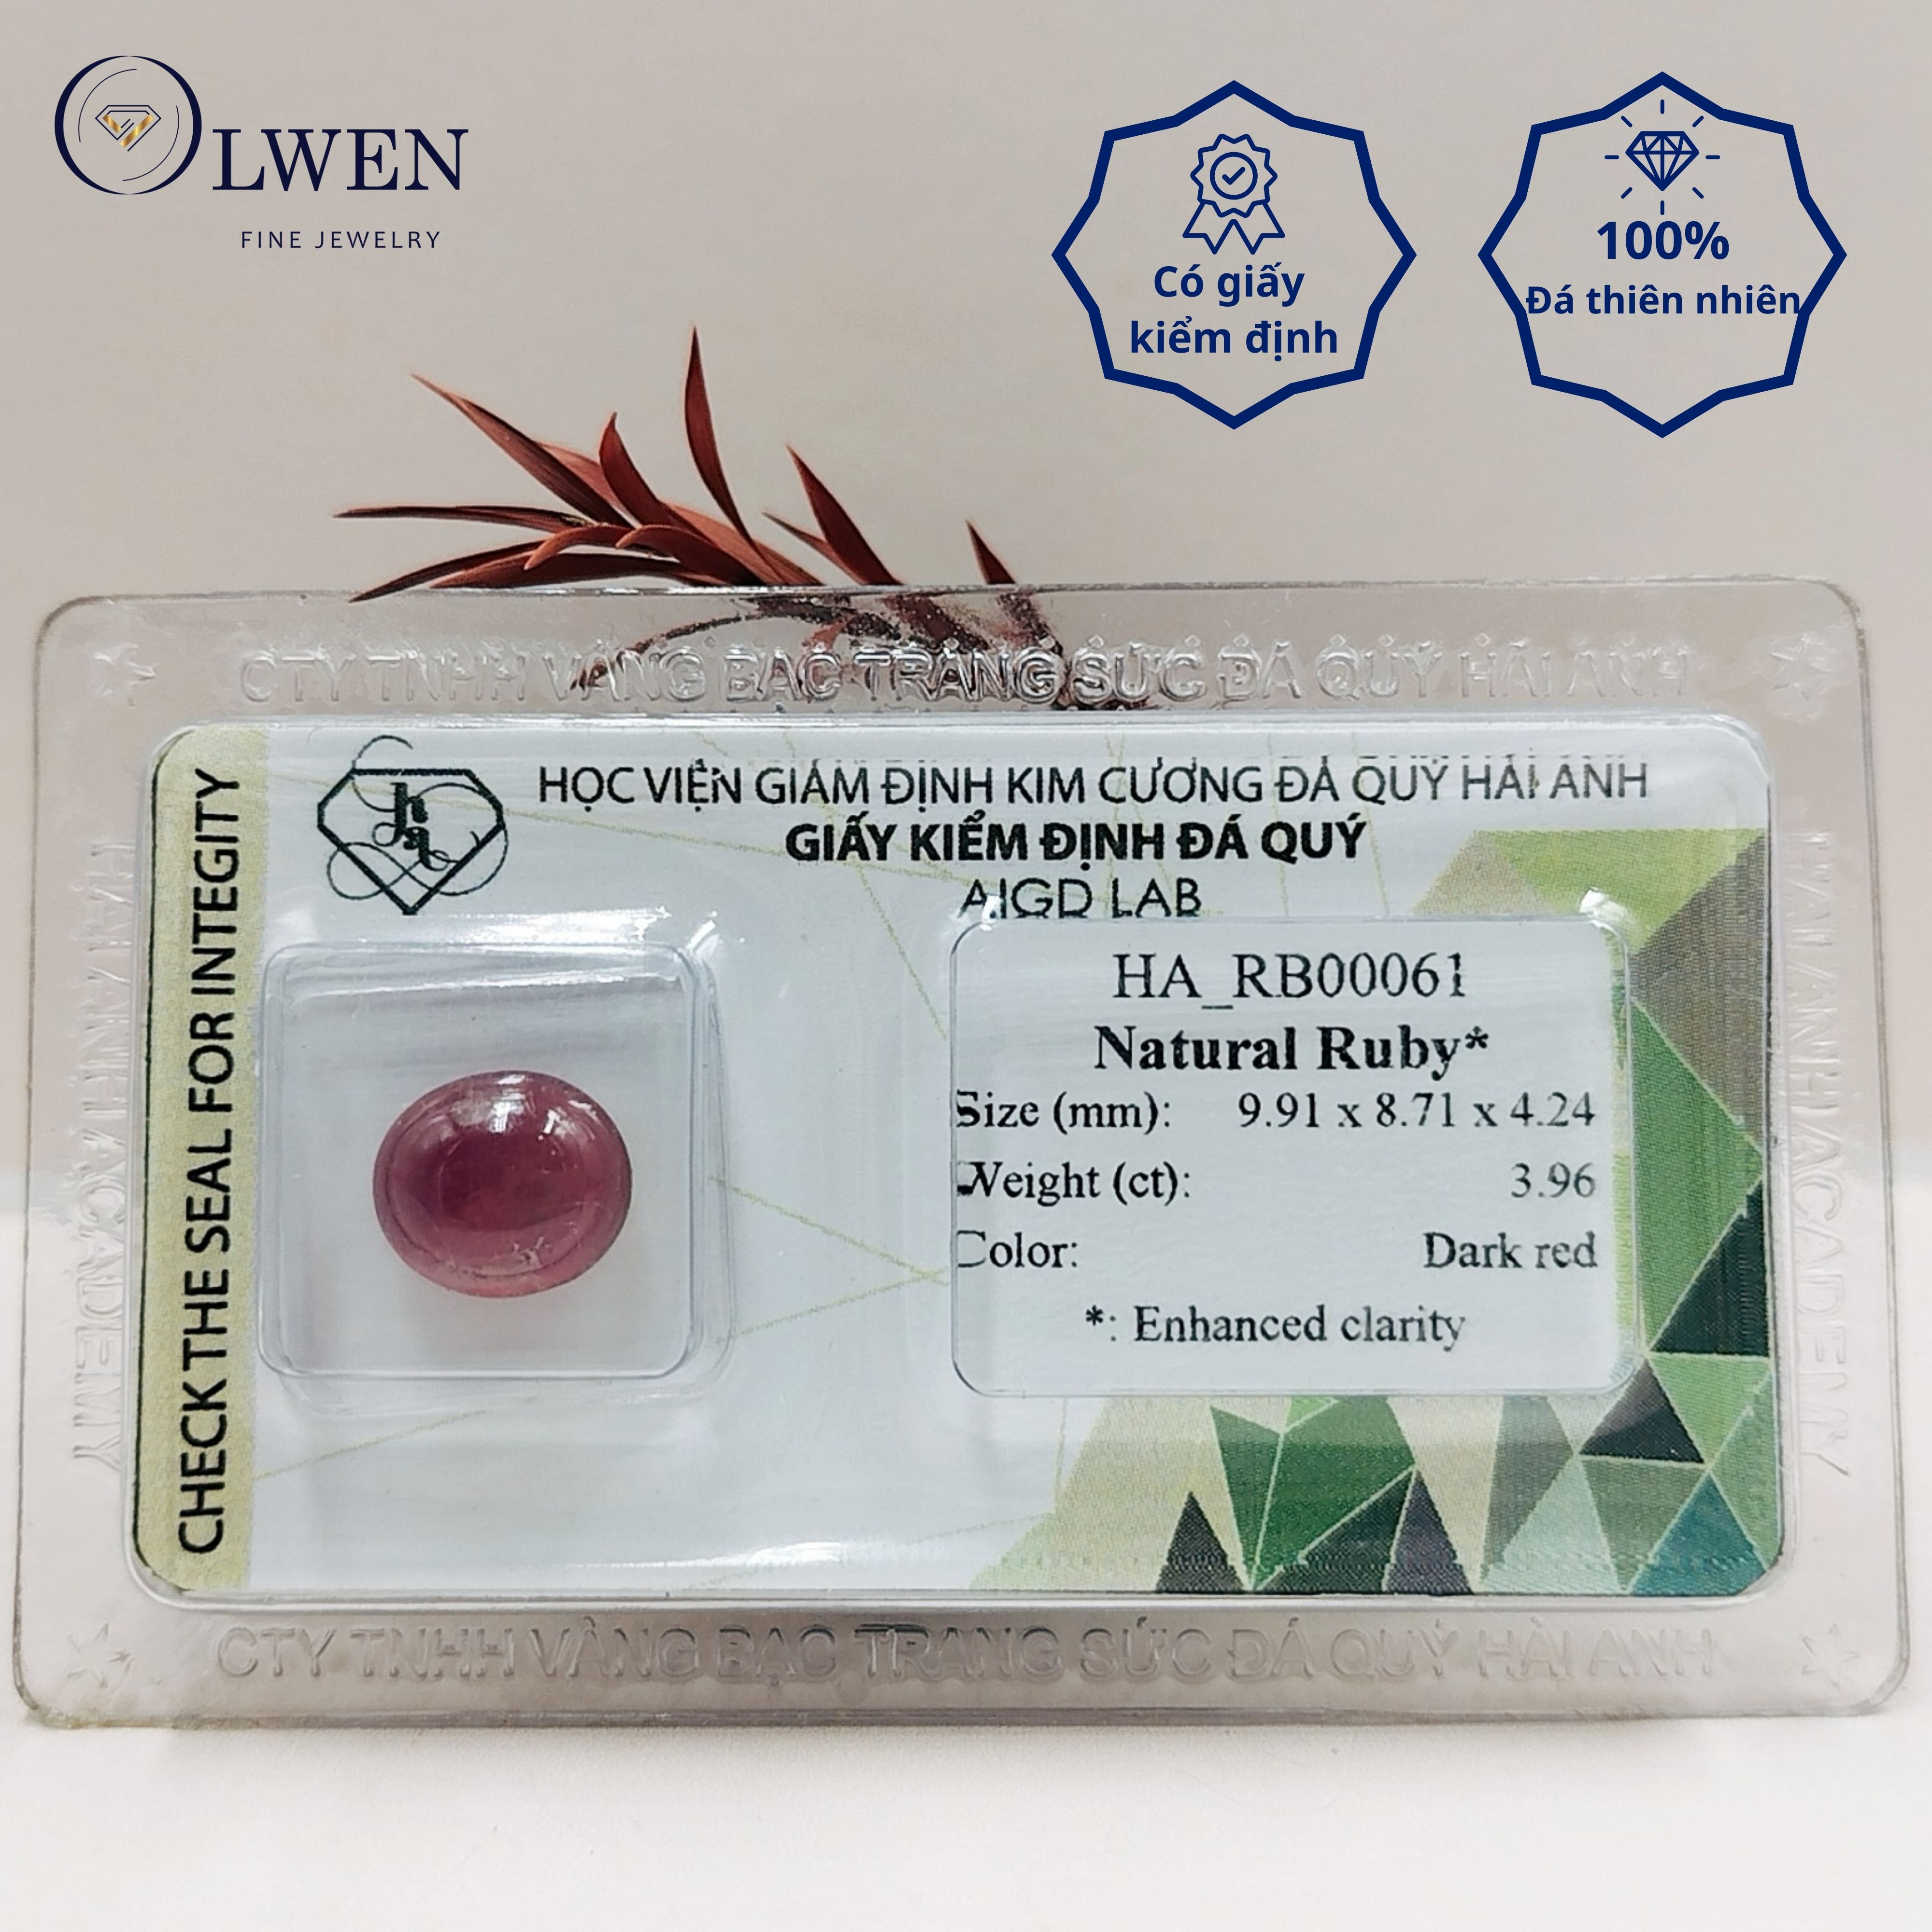 OLWEN
FINE JEWELRY
Có giấy
kiểm định
100%
Đá thiên nhiên
CTY TNHH VÀNG BẠC TRANG SỨC ĐÁ QUÝ HẢI ANH
HẢI ANH ACADEMY
CHECK THE SEAL FOR INTEGITY
HỌC VIỆN GIÁM ĐỊNH KIM CƯƠNG ĐÁ QUÝ HẢI ANH
GIẤY KIỂM ĐỊNH ĐÁ QUÝ
AIGD LAB
HA_RB00061
Natural Ruby*
Size (mm): 9.91 x 8.71 x 4.24
Weight (ct): 3.96
Color: Dark red
*: Enhanced clarity
HẢI ANH ACADEMY
CTY TNHH VÀNG BẠC TRANG SỨC ĐÁ QUÝ HẢI ANH